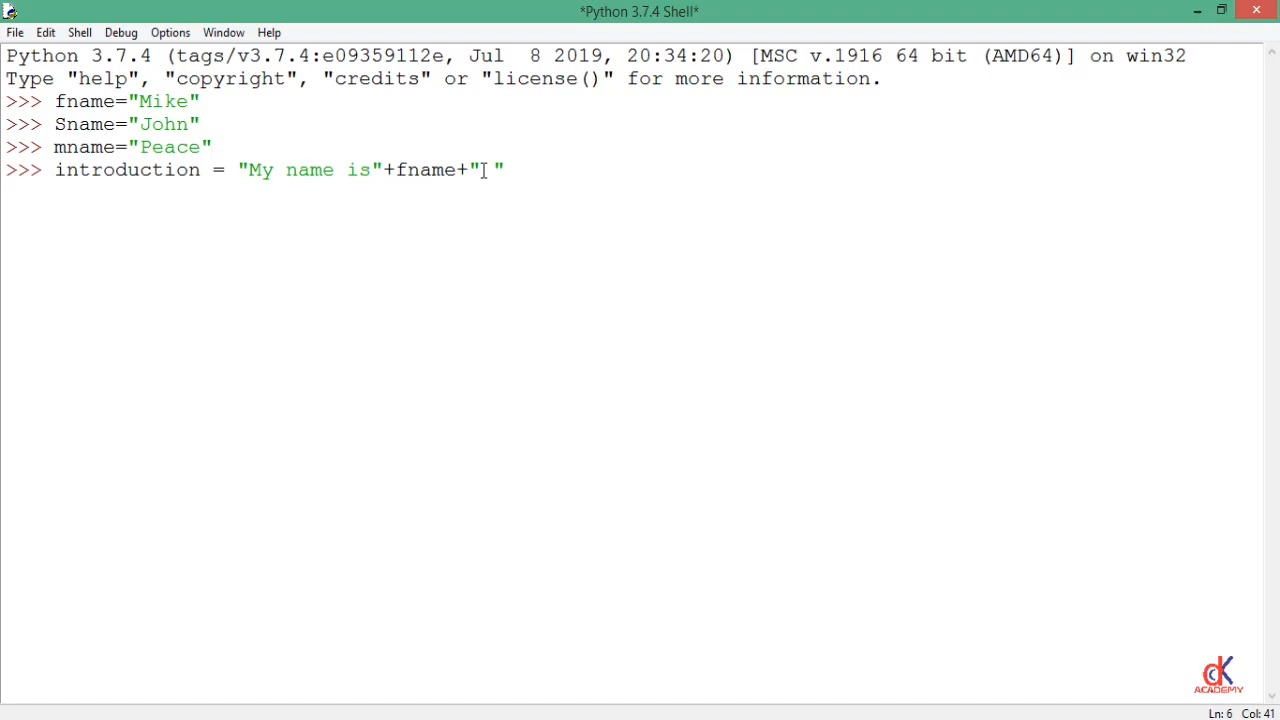 *Python 3.7.4 Shell*
File Edit Shell Debug Options Window Help
Python 3.7.4 (tags/v3.7.4:e09359112e, Jul  8 2019, 20:34:20) [MSC v.1916 64 bit (AMD64)] on win32
Type "help", "copyright", "credits" or "license()" for more information.
>>> fname="Mike"
>>> Sname="John"
>>> mname="Peace"
>>> introduction = "My name is"+fname+" "
dK
ACADEMY
Ln: 6 Col: 41